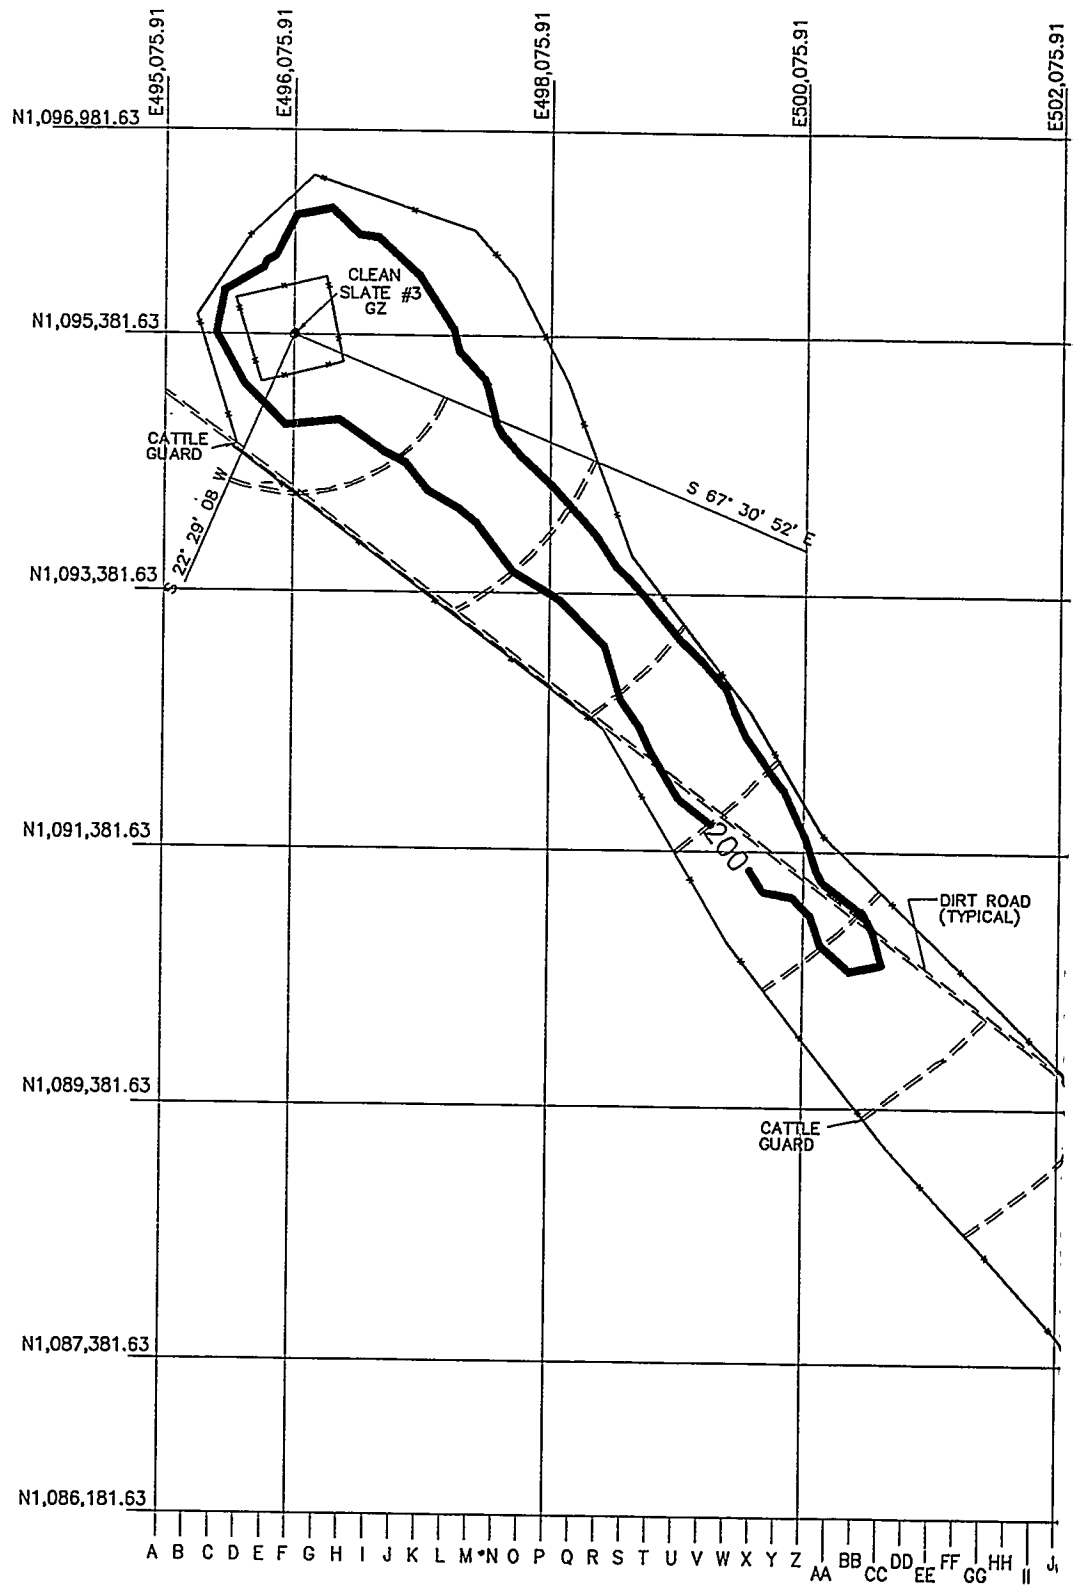 E495,075.91
E496,075.91
E498,075.91
E500,075.91
E502,075.91
N1,096,981.63
CLEAN
SLATE #3
GZ
N1,095,381.63
CATTLE
GUARD
S 22° 29' 08 W
S 67° 30' 52' E
N1,093,381.63
N1,091,381.63
200
DIRT ROAD
(TYPICAL)
N1,089,381.63
CATTLE
GUARD
N1,087,381.63
N1,086,181.63
A B C D E F G H I J K L M N O P Q R S T U V W X Y Z AA BB CC DD EE FF GG HH II J